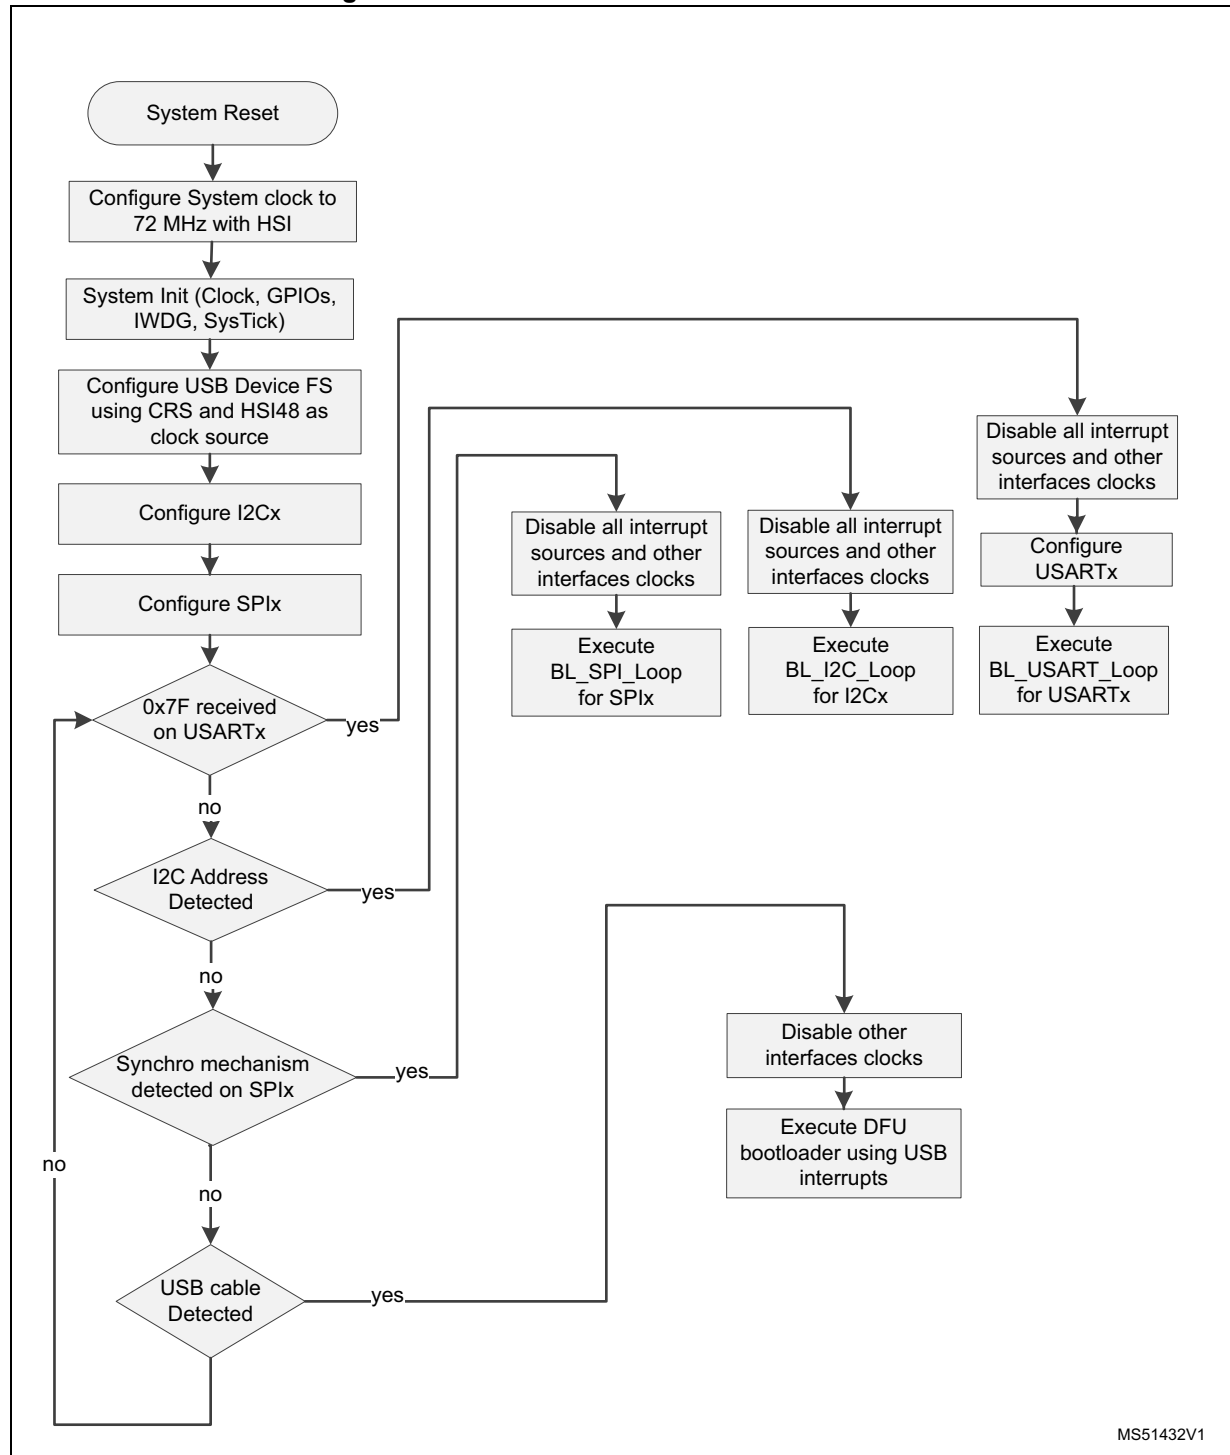 System Reset
Configure System clock to
72 MHz with HSI
System Init (Clock, GPIOs,
IWDG, SysTick)
Configure USB Device FS
using CRS and HSI48 as
clock source
Configure I2Cx
Configure SPIx
0x7F received
on USARTx
yes
no
I2C Address
Detected
yes
no
Synchro mechanism
detected on SPIx
yes
no
no
USB cable
Detected
yes
Disable all interrupt
sources and other
interfaces clocks
Execute
BL_SPI_Loop
for SPIx
Disable all interrupt
sources and other
interfaces clocks
Execute
BL_I2C_Loop
for I2Cx
Disable all interrupt
sources and other
interfaces clocks
Configure
USARTx
Execute
BL_USART_Loop
for USARTx
Disable other
interfaces clocks
Execute DFU
bootloader using USB
interrupts
MS51432V1